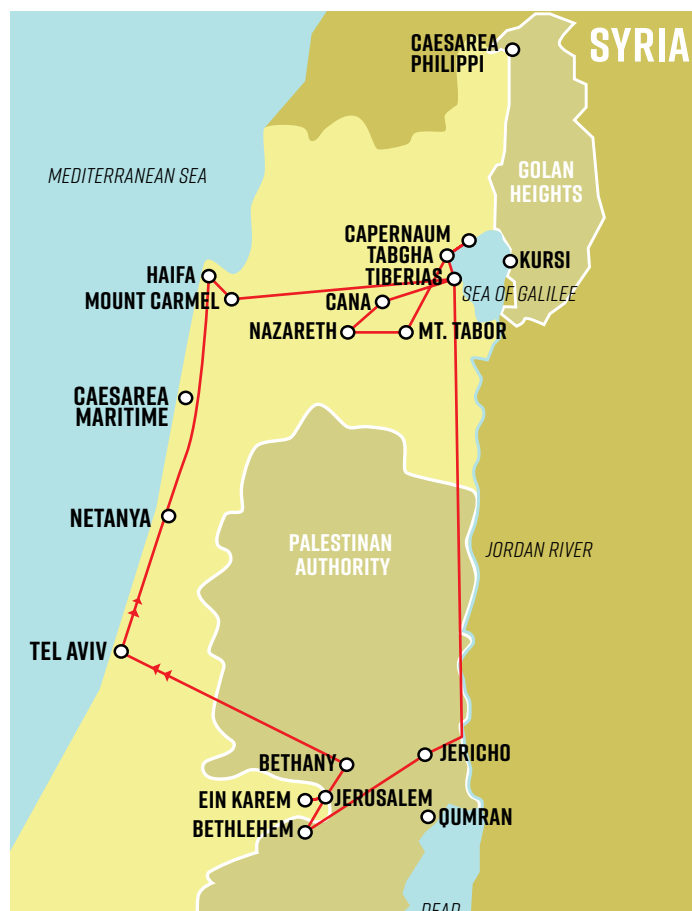 CAESAREA
PHILIPPI
SYRIA
MEDITERRANEAN SEA
GOLAN
HEIGHTS
CAPERNAUM
TABGHA
KURSI
HAIFA
TIBERIAS
SEA OF GALILEE
MOUNT CARMEL
CANA
NAZARETH
MT. TABOR
CAESAREA
MARITIME
NETANYA
PALESTINAN
AUTHORITY
JORDAN RIVER
TEL AVIV
BETHANY
JERICHO
EIN KAREM
JERUSALEM
QUMRAN
BETHLEHEM
DEAD